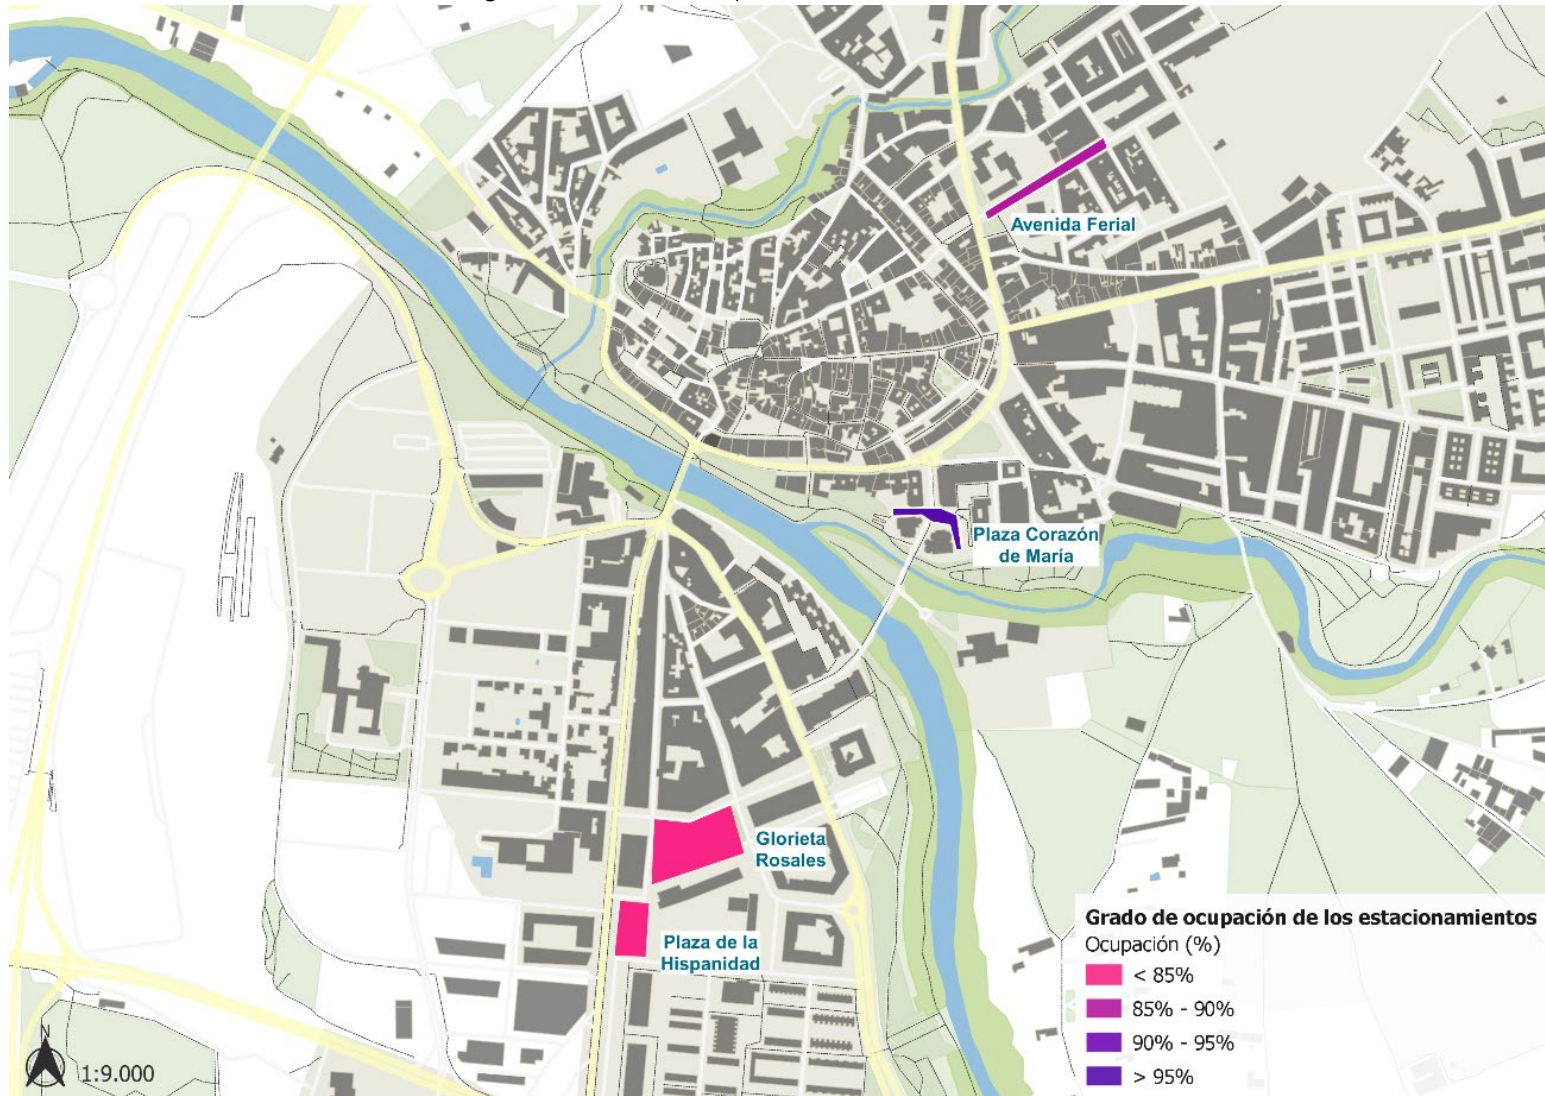 Avenida Ferial
Plaza Corazón
de María
Glorieta
Rosales
Plaza de la
Hispanidad
Grado de ocupación de los estacionamientos
Ocupación (%)
< 85%
85% - 90%
90% - 95%
> 95%
N
1:9.000